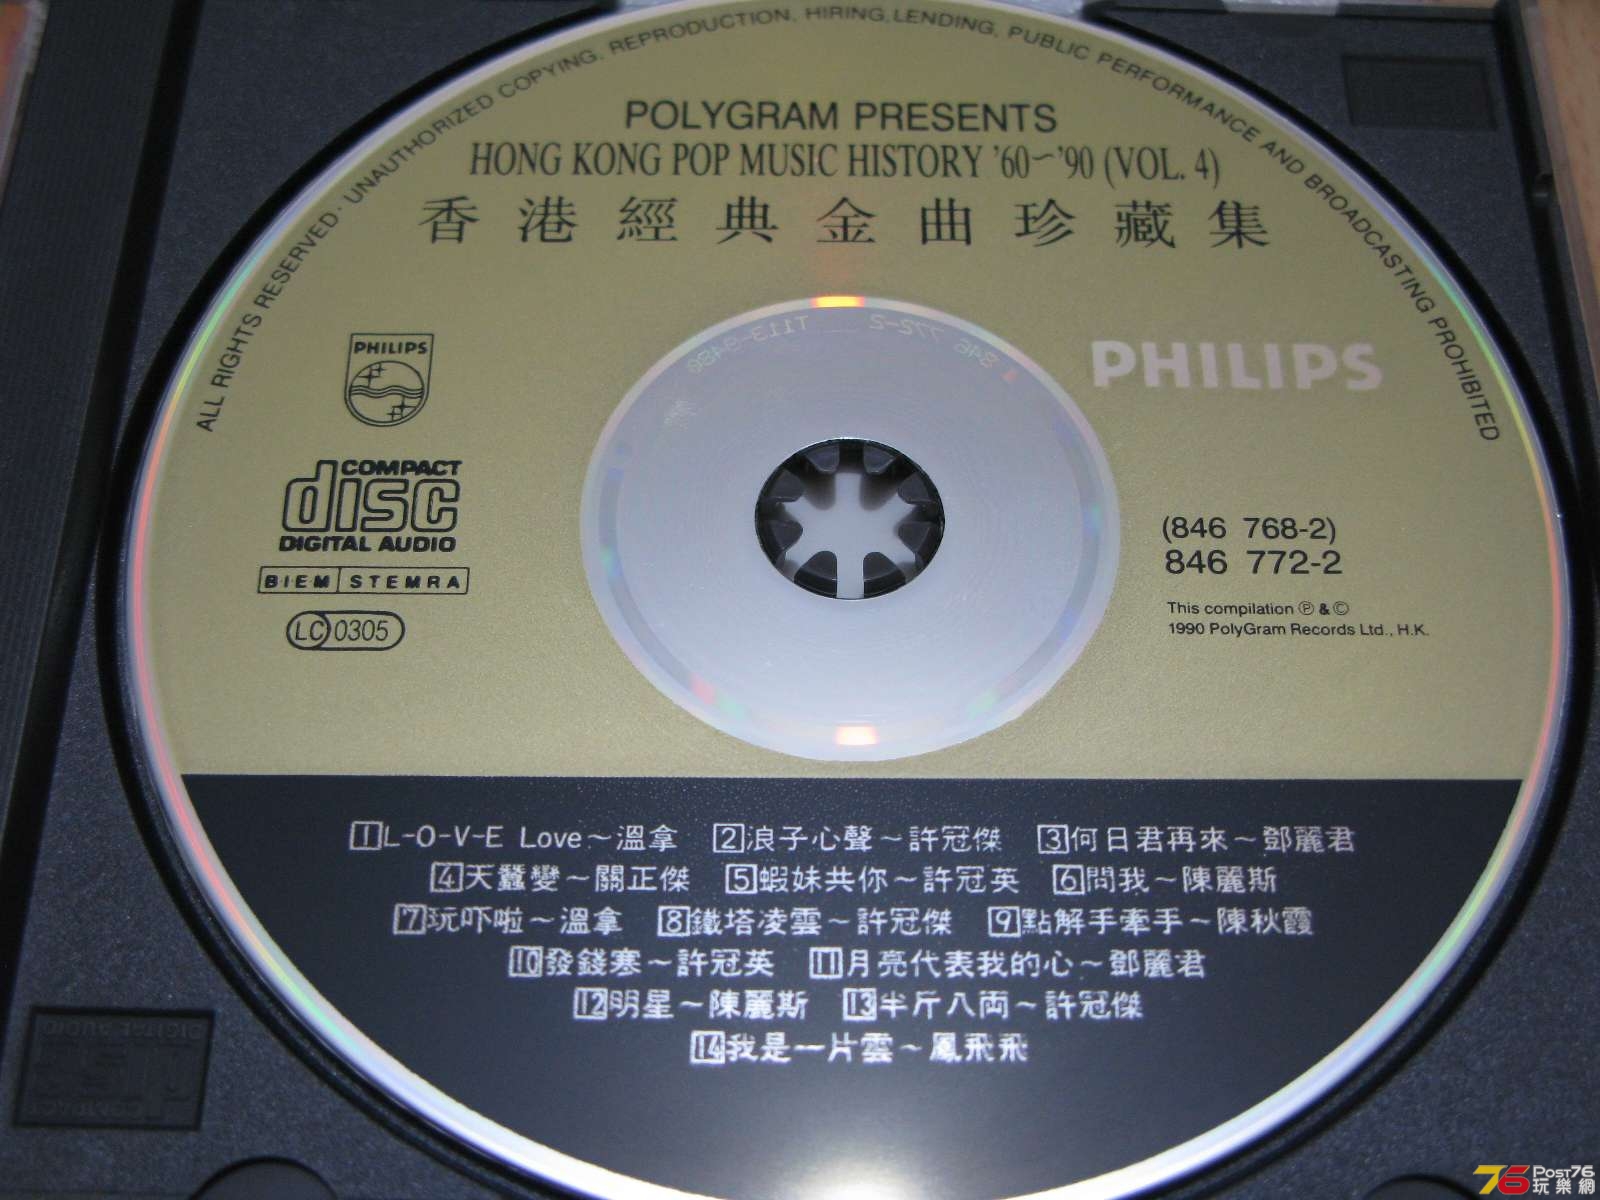 ALL RIGHTS RESERVED · UNAUTHORIZED COPYING, REPRODUCTION, HIRING, LENDING, PUBLIC PERFORMANCE AND BROADCASTING PROHIBITED
POLYGRAM PRESENTS
HONG KONG POP MUSIC HISTORY '60~'90 (VOL. 4)
香港經典金曲珍藏集
PHILIPS
PHILIPS
COMPACT
disc
DIGITAL AUDIO
BIEM STEMRA
LC 0305
846 772-2
(846 768-2)
846 772-2
This compilation ℗ & ©
1990 PolyGram Records Ltd., H.K.
1 L-O-V-E Love~溫拿 2 浪子心聲~許冠傑 3 何日君再來~鄧麗君
4 天蠶變~關正傑 5 蝦妹共你~許冠英 6 問我~陳麗斯
7 玩吓啦~溫拿 8 鐵塔凌雲~許冠傑 9 點解手牽手~陳秋霞
10 發錢寒~許冠英 11 月亮代表我的心~鄧麗君
12 明星~陳麗斯 13 半斤八両~許冠傑
14 我是一片雲~鳳飛飛
76 POST76
玩樂網